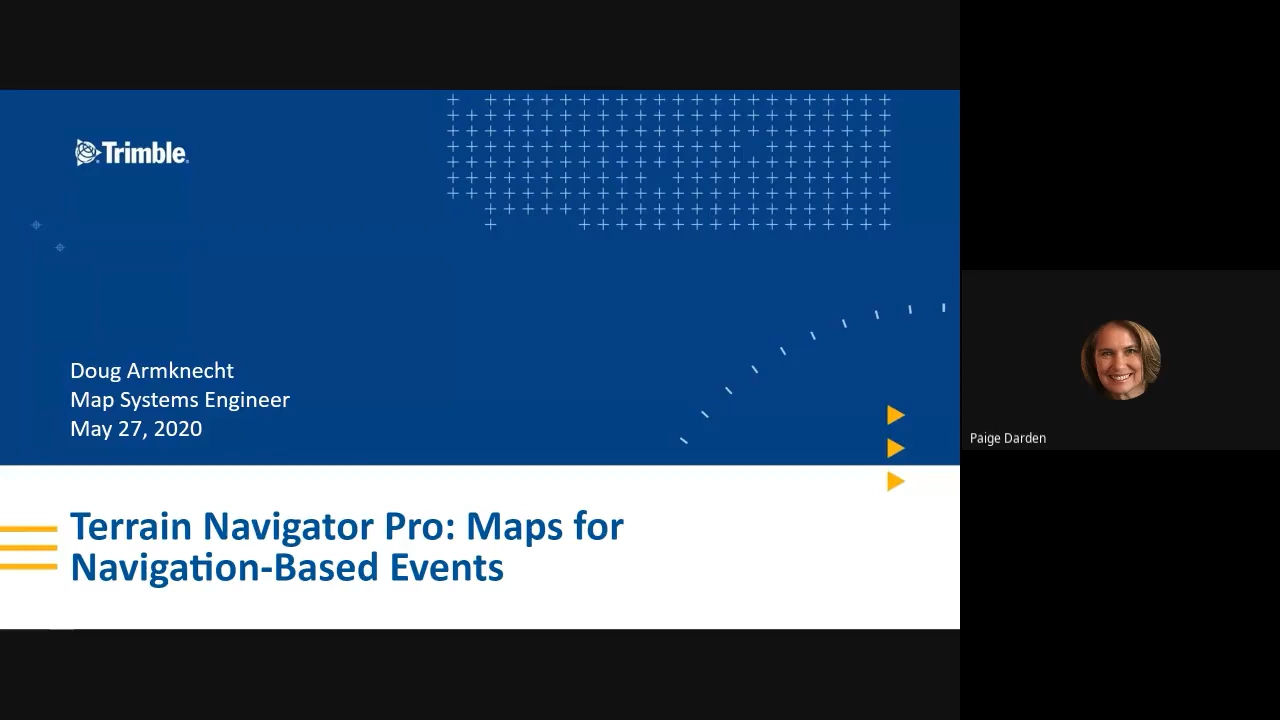 Trimble
Doug Armknecht
Map Systems Engineer
May 27, 2020
Terrain Navigator Pro: Maps for
Navigation-Based Events
Paige Darden